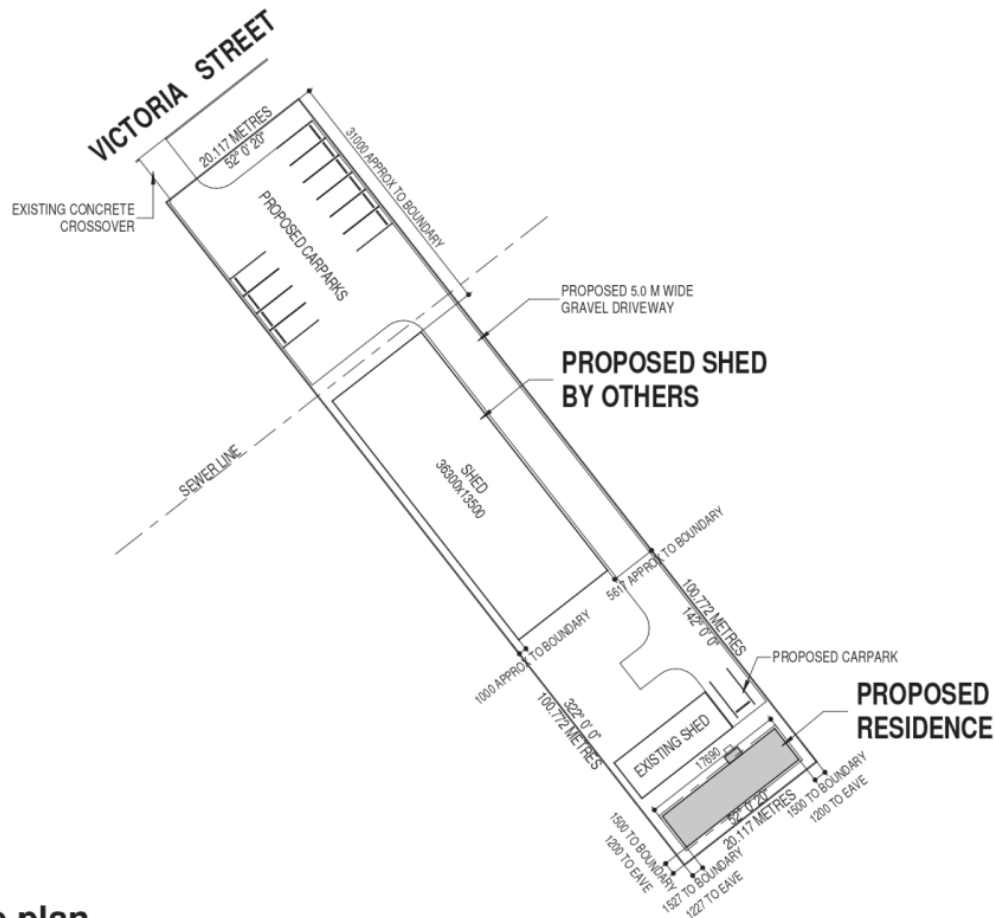 VICTORIA STREET
20.117 METRES
52° 0' 20"
31000 APPROX TO BOUNDARY
EXISTING CONCRETE
CROSSOVER
PROPOSED CARPARKS
PROPOSED 5.0 M WIDE
GRAVEL DRIVEWAY
PROPOSED SHED
BY OTHERS
SEWER LINE
SHED
36300x13500
5617 APPROX TO BOUNDARY
100.772 METRES
142° 0' 0"
1000 APPROX TO BOUNDARY
322° 0' 0"
100.772 METRES
PROPOSED CARPARK
PROPOSED
RESIDENCE
EXISTING SHED
17690
52° 0' 20"
20.117 METRES
1500 TO BOUNDARY
1200 TO EAVE
1500 TO BOUNDARY
1200 TO EAVE
1527 TO BOUNDARY
1227 TO EAVE
plan